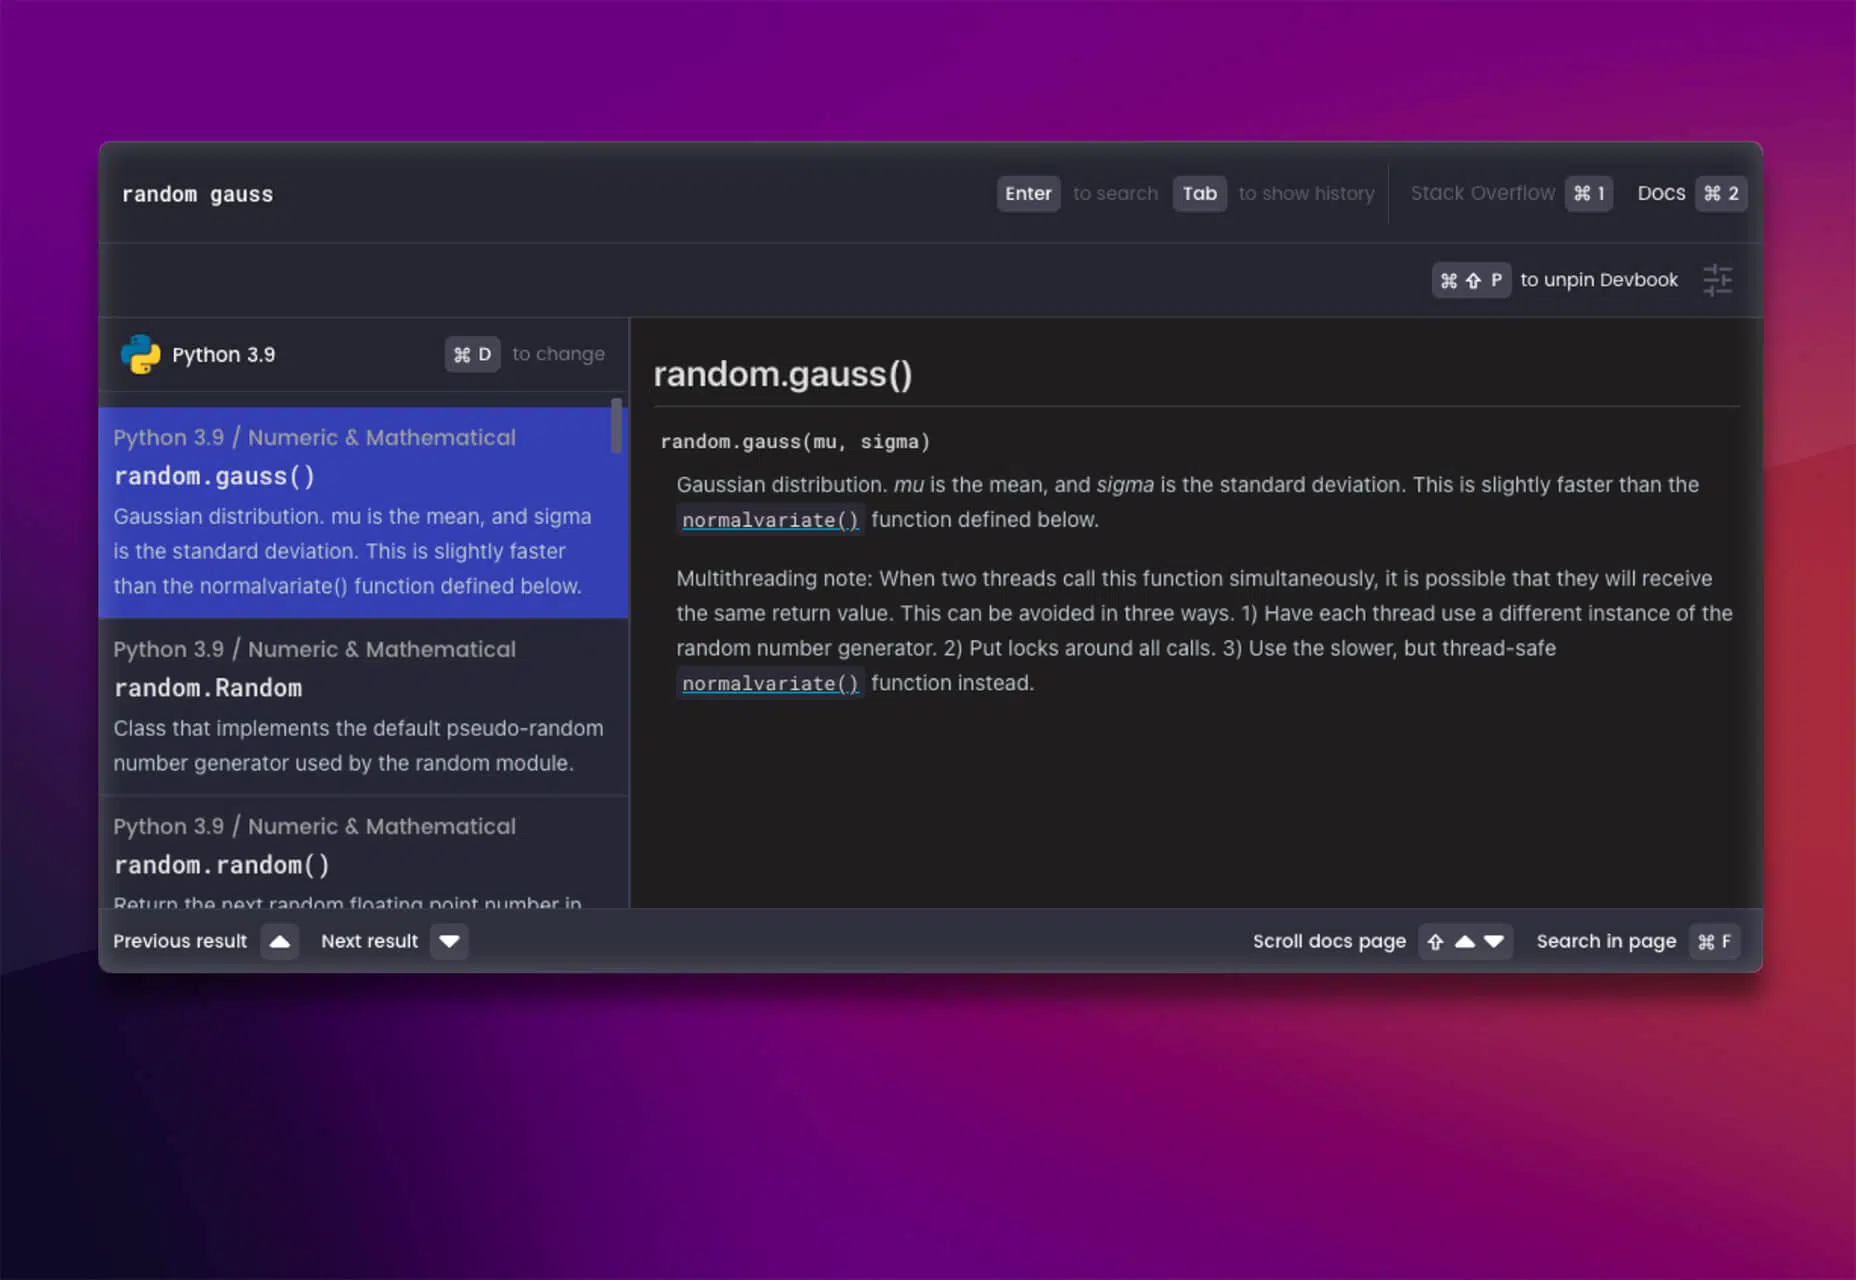 random gauss
Enter to search Tab to show history Stack Overflow ⌘ 1 Docs ⌘ 2
⌘ ⇧ P to unpin Devbook
Python 3.9 ⌘ D to change
Python 3.9 / Numeric & Mathematical
random.gauss()
Gaussian distribution. mu is the mean, and sigma
is the standard deviation. This is slightly faster
than the normalvariate() function defined below.
Python 3.9 / Numeric & Mathematical
random.Random
Class that implements the default pseudo-random
number generator used by the random module.
Python 3.9 / Numeric & Mathematical
random.random()
Return the next random floating point number in
random.gauss()
random.gauss(mu, sigma)
Gaussian distribution. mu is the mean, and sigma is the standard deviation. This is slightly faster than the
normalvariate() function defined below.
Multithreading note: When two threads call this function simultaneously, it is possible that they will receive
the same return value. This can be avoided in three ways. 1) Have each thread use a different instance of the
random number generator. 2) Put locks around all calls. 3) Use the slower, but thread-safe
normalvariate() function instead.
Previous result ▲ Next result ▼ Scroll docs page ⇧ ▲ ▼ Search in page ⌘ F